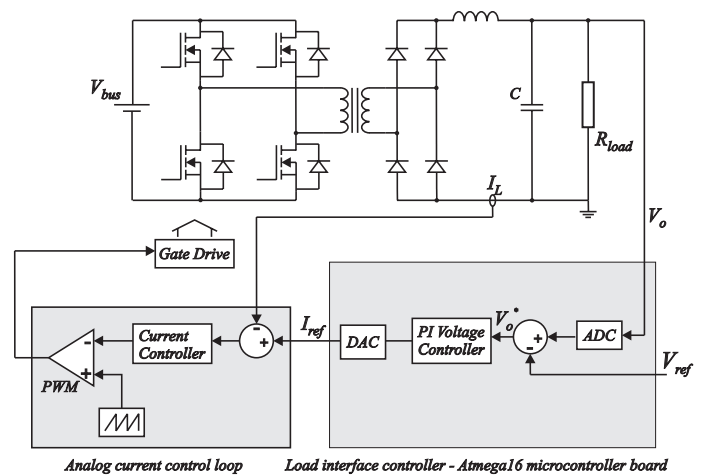 V_bus
C
R_load
I_L
V_o
Gate Drive
I_ref
V_o*
DAC
PI Voltage
Controller
+
-
ADC
V_ref
Current
Controller
-
+
-
+
PWM
Analog current control loop
Load interface controller - Atmega16 microcontroller board